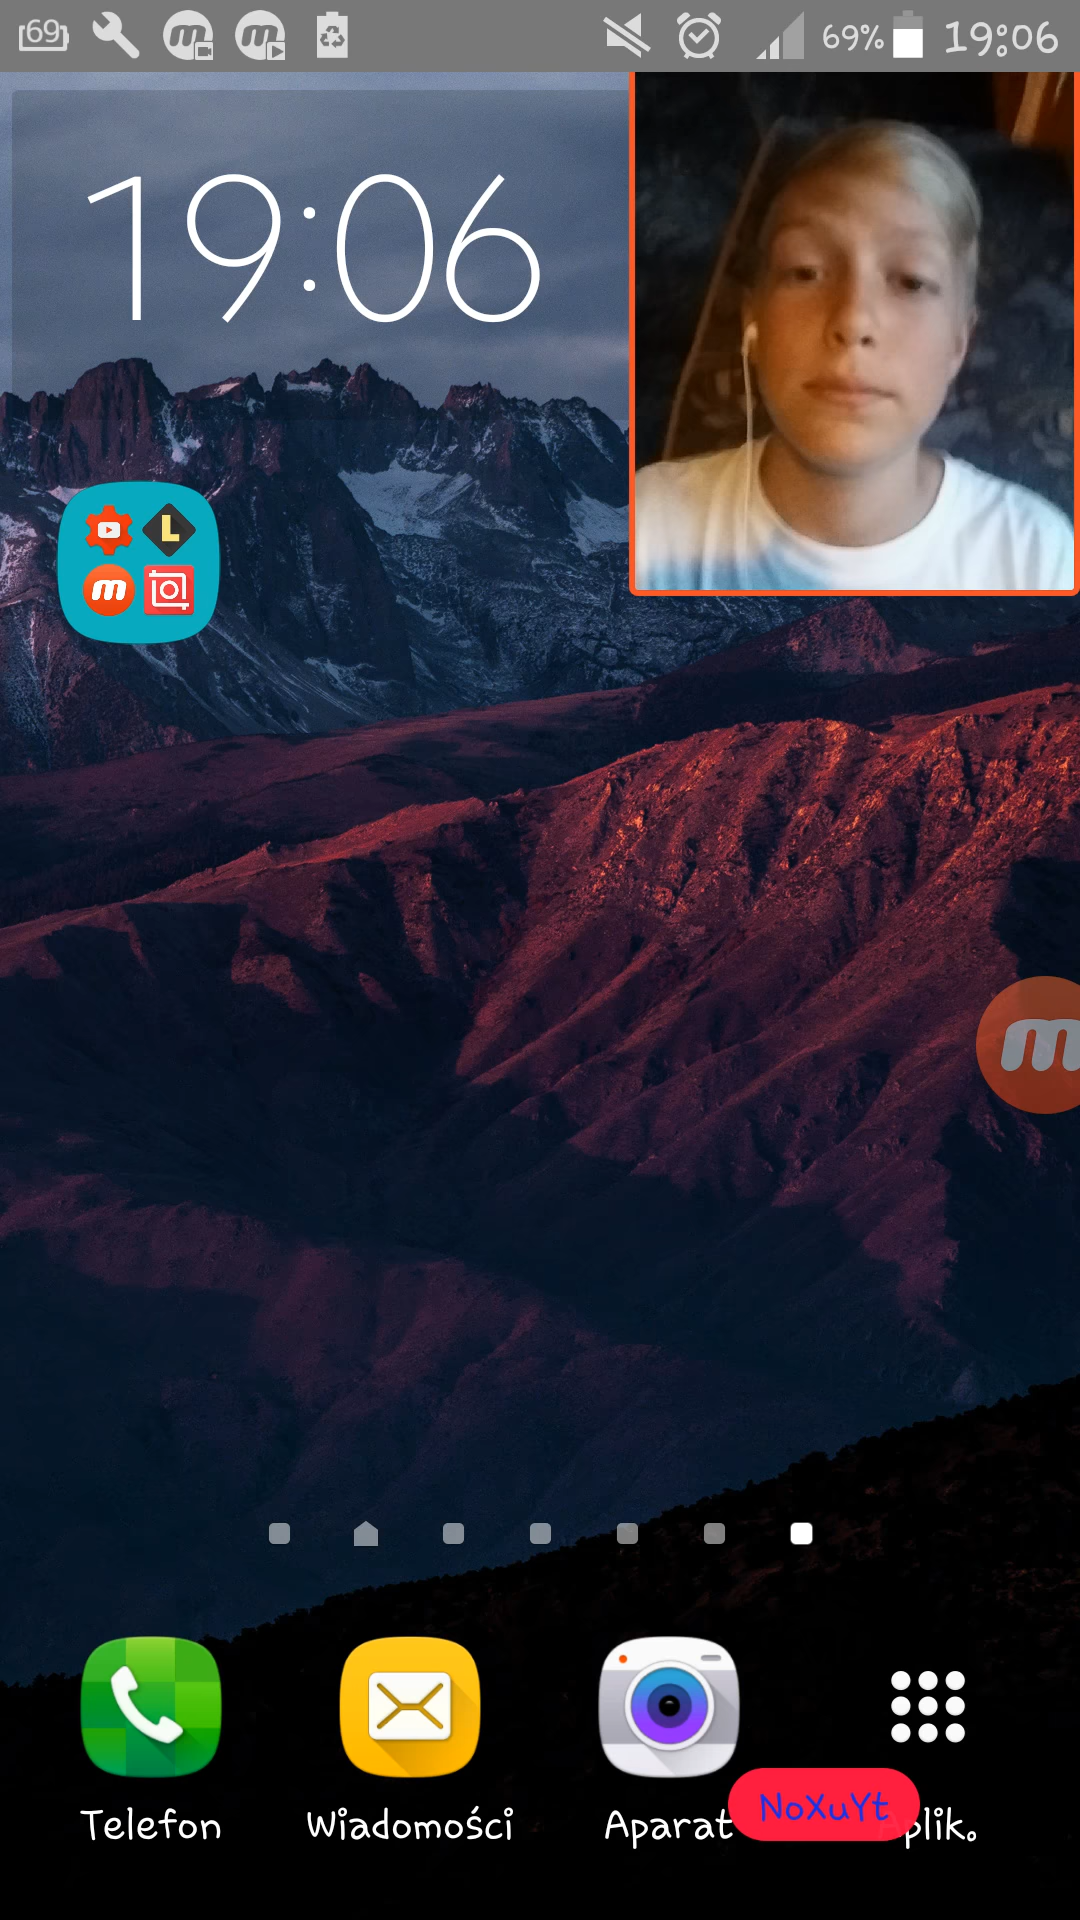 69 69% 19:06
19:06
L
Telefon Wiadomości Aparat plik.
NoXuYt